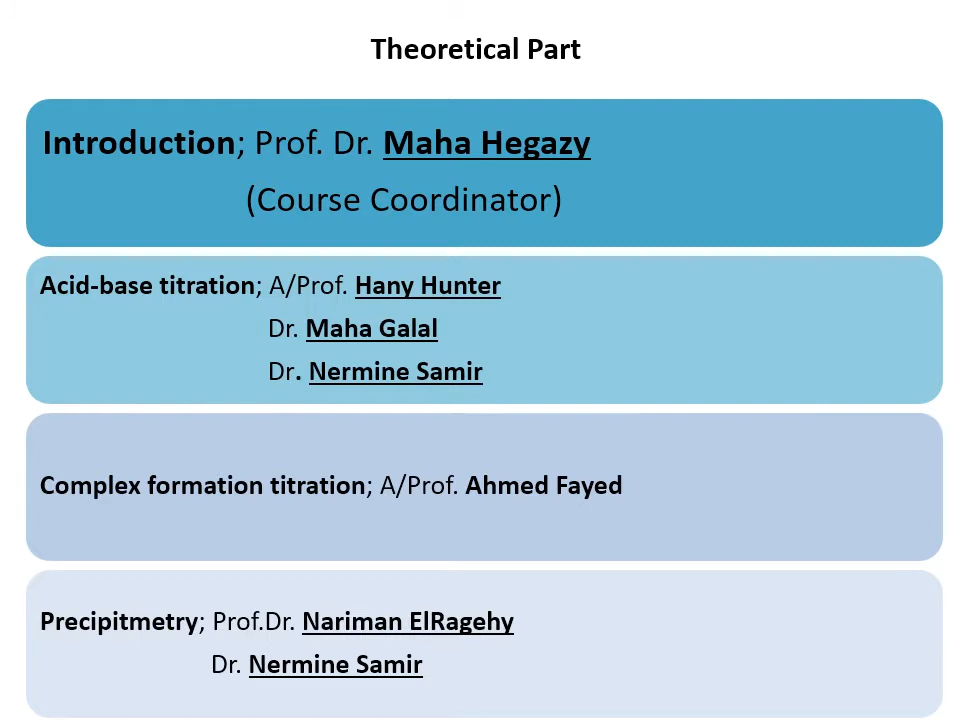 Theoretical Part
Introduction; Prof. Dr. Maha Hegazy
(Course Coordinator)
Acid-base titration; A/Prof. Hany Hunter
Dr. Maha Galal
Dr. Nermine Samir
Complex formation titration; A/Prof. Ahmed Fayed
Precipitmetry; Prof.Dr. Nariman ElRagehy
Dr. Nermine Samir